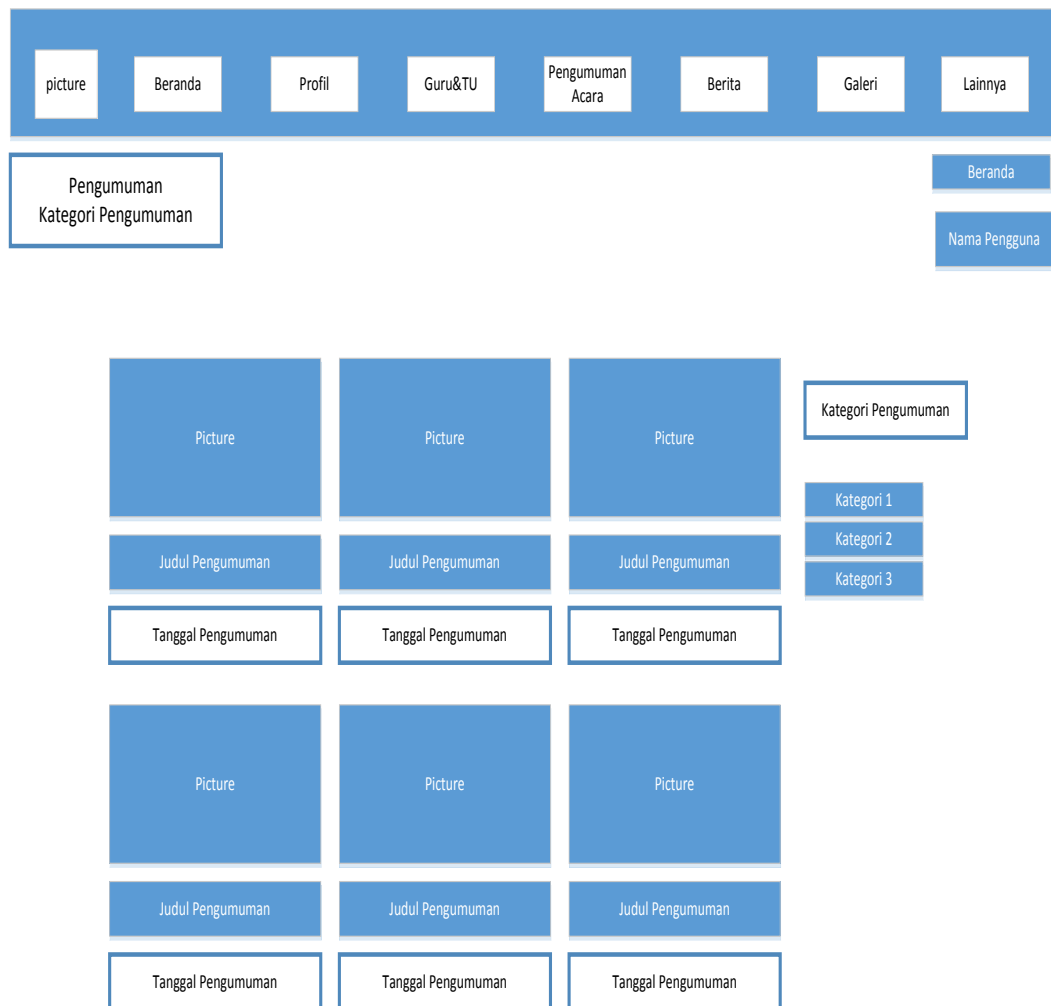 picture
Beranda
Profil
Guru&TU
Pengumuman
Acara
Berita
Galeri
Lainnya
Pengumuman
Kategori Pengumuman
Beranda
Nama Pengguna
Picture
Picture
Picture
Kategori Pengumuman
Kategori 1
Kategori 2
Kategori 3
Judul Pengumuman
Judul Pengumuman
Judul Pengumuman
Tanggal Pengumuman
Tanggal Pengumuman
Tanggal Pengumuman
Picture
Picture
Picture
Judul Pengumuman
Judul Pengumuman
Judul Pengumuman
Tanggal Pengumuman
Tanggal Pengumuman
Tanggal Pengumuman